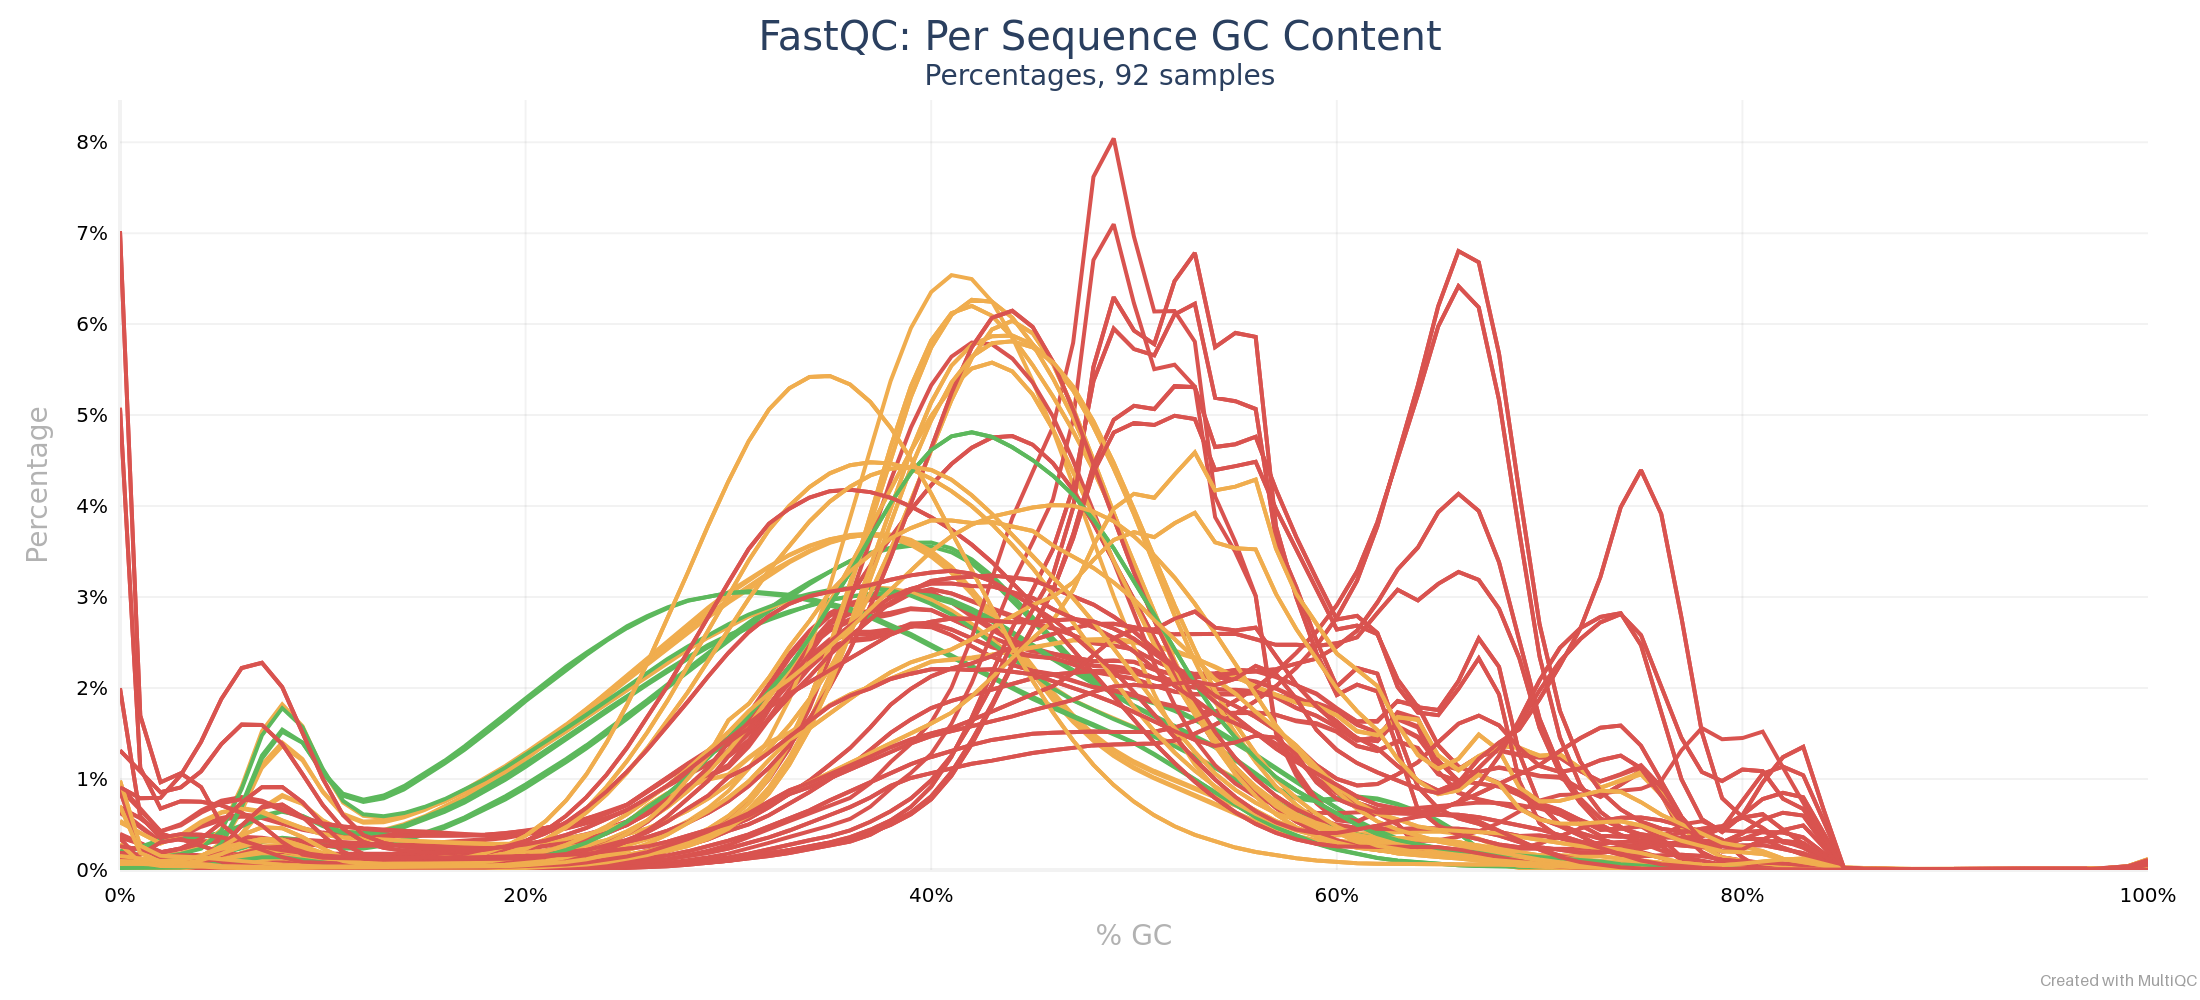 FastQC: Per Sequence GC Content
Percentages, 92 samples
Percentage
8%
7%
6%
5%
4%
3%
2%
1%
0%
0% 20% 40% 60% 80% 100%
% GC
Created with MultiQC